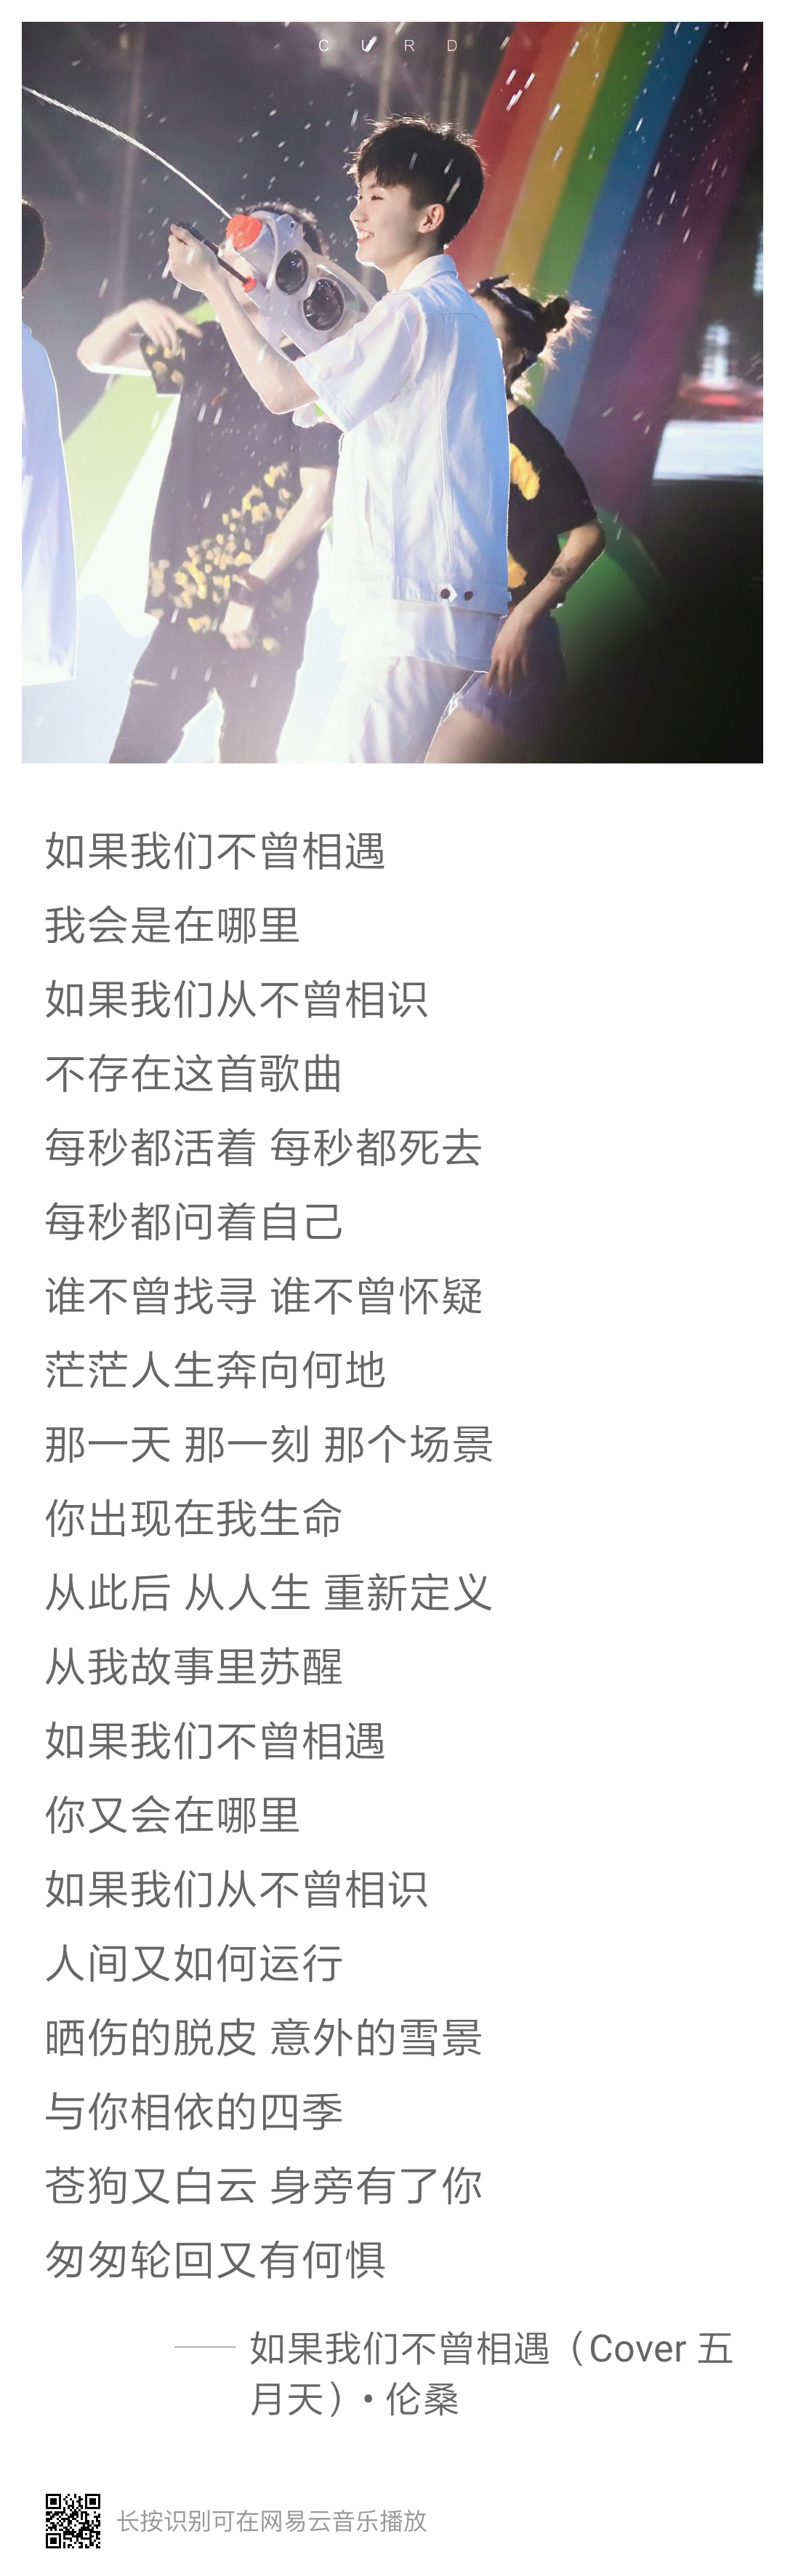 CURD
如果我们不曾相遇
我会是在哪里
如果我们从不曾相识
不存在这首歌曲
每秒都活着 每秒都死去
每秒都问着自己
谁不曾找寻 谁不曾怀疑
茫茫人生奔向何地
那一天 那一刻 那个场景
你出现在我生命
从此后 从人生 重新定义
从我故事里苏醒
如果我们不曾相遇
你又会在哪里
如果我们从不曾相识
人间又如何运行
晒伤的脱皮 意外的雪景
与你相依的四季
苍狗又白云 身旁有了你
匆匆轮回又有何惧
—— 如果我们不曾相遇（Cover 五
月天）• 伦桑
长按识别可在网易云音乐播放